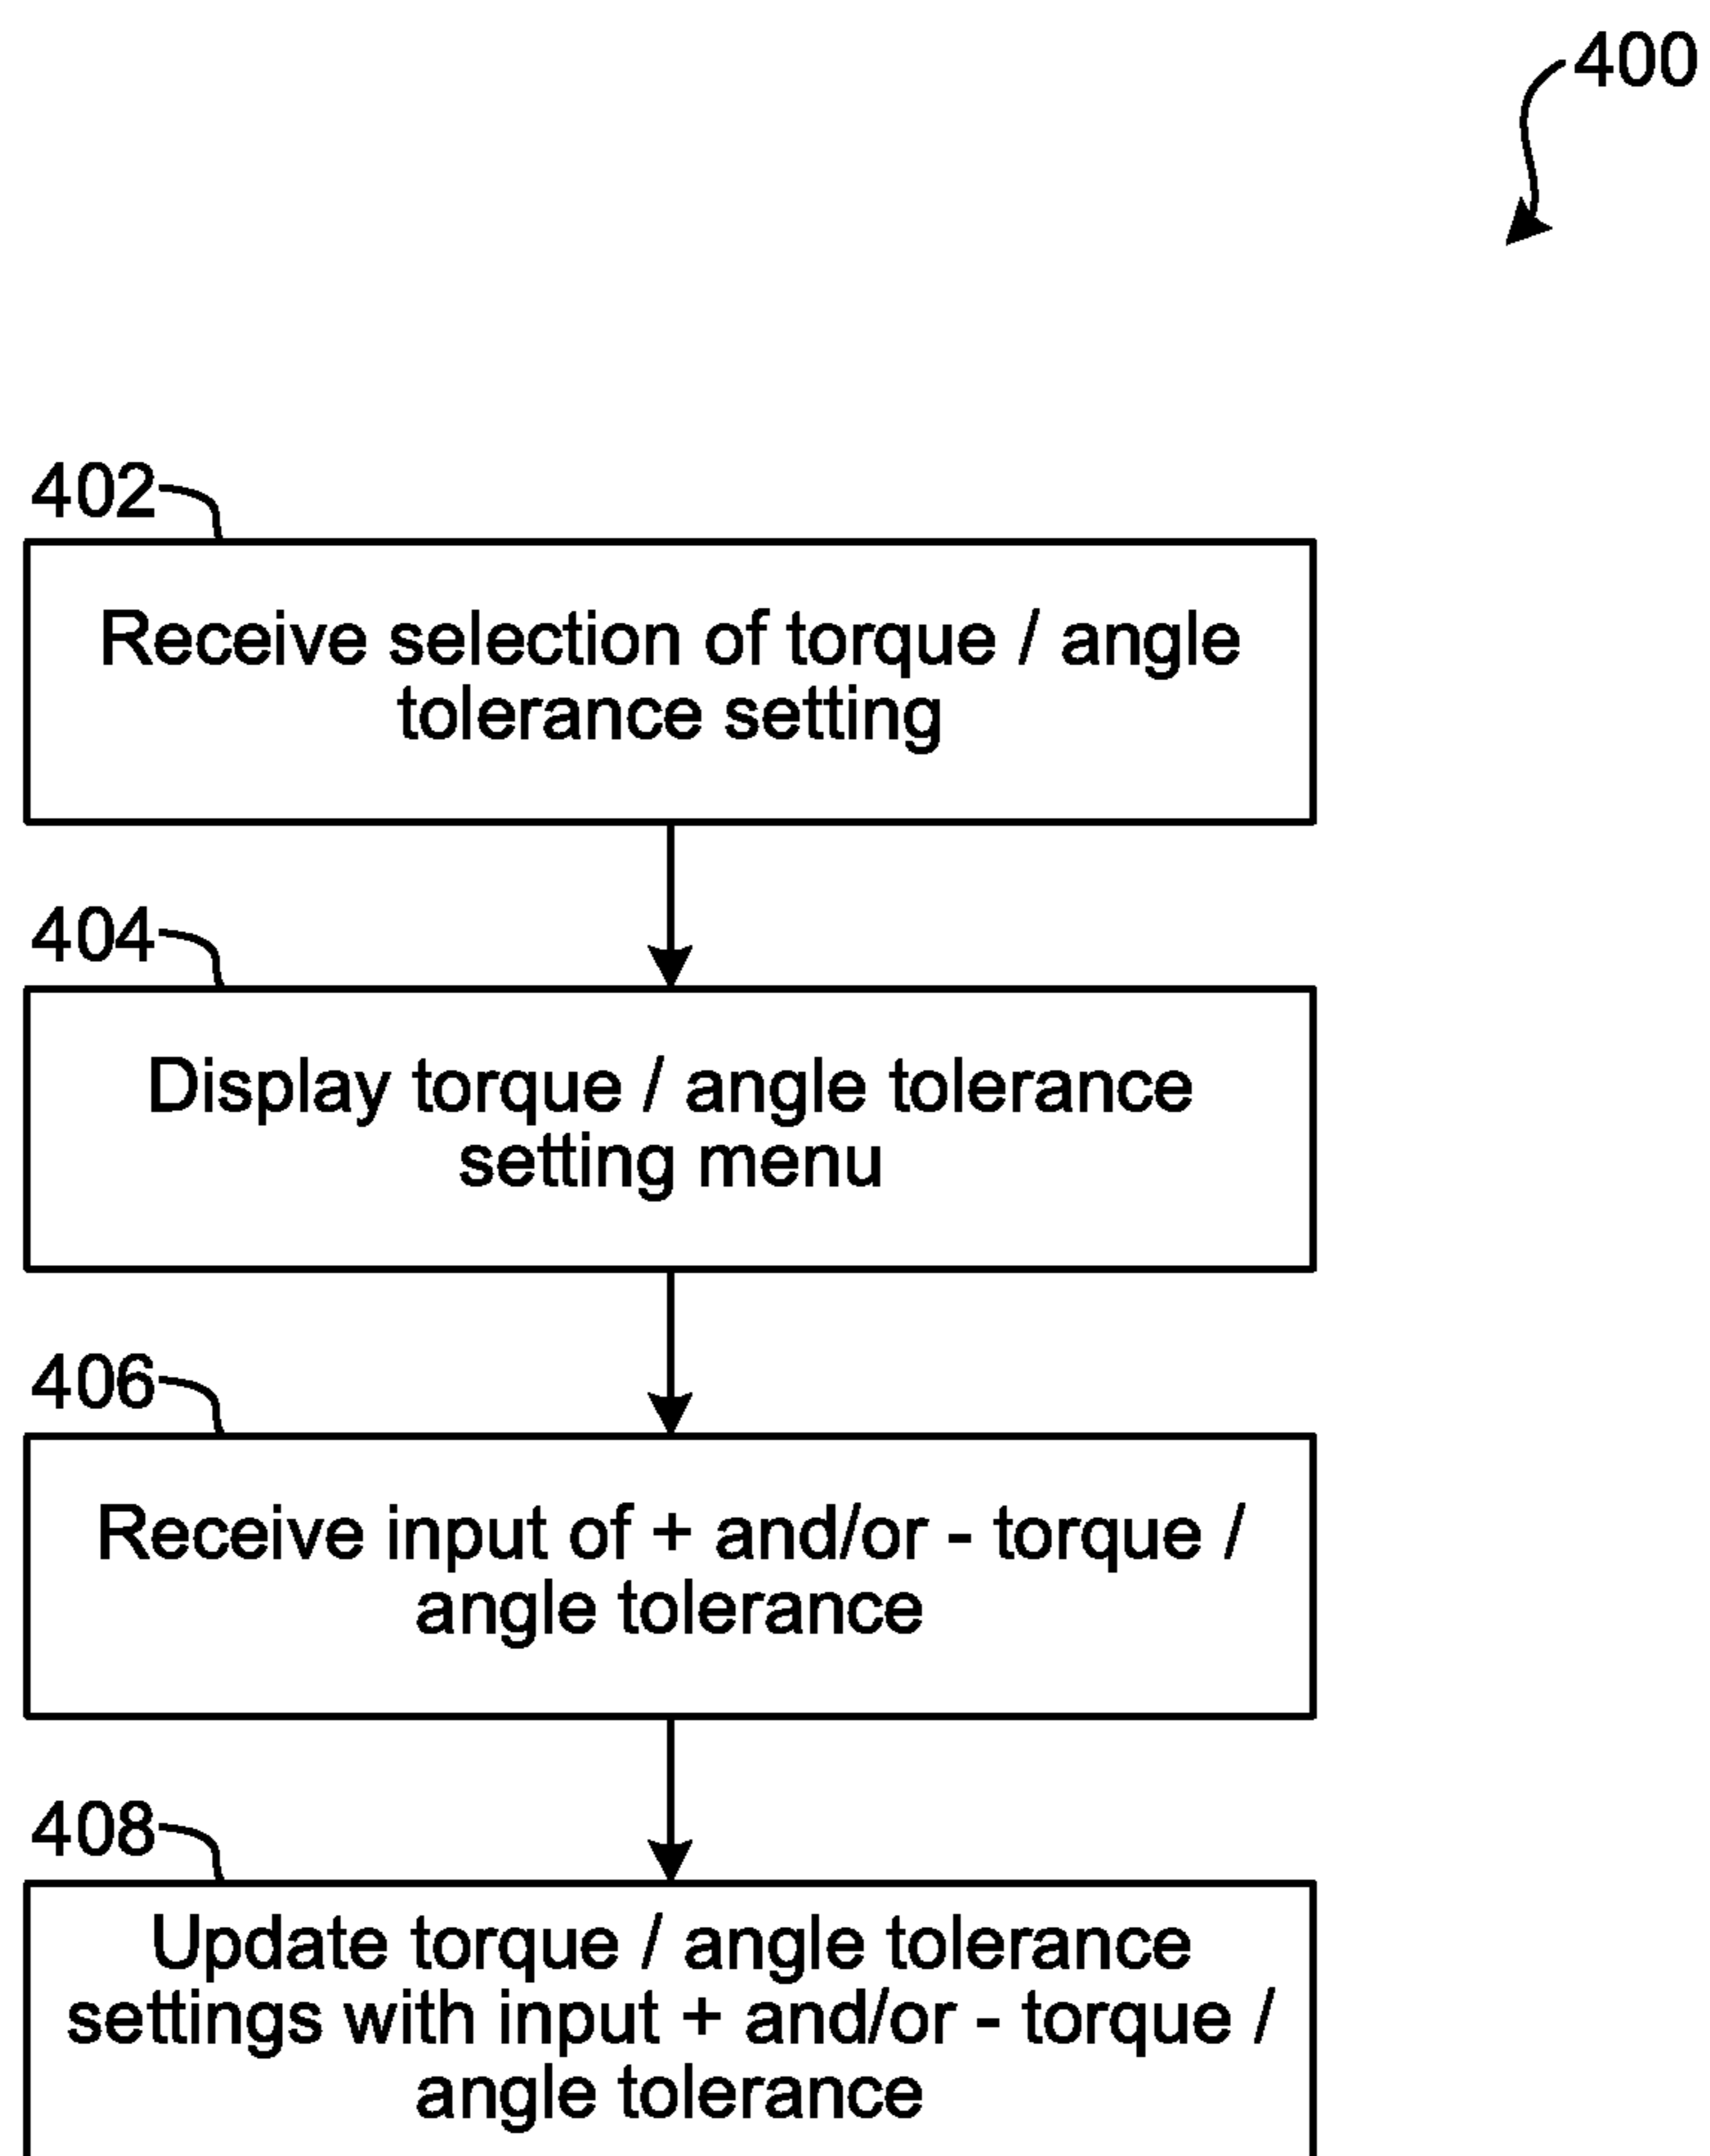 400
402
Receive selection of torque / angle
tolerance setting
404
Display torque / angle tolerance
setting menu
406
Receive input of + and/or - torque /
angle tolerance
408
Update torque / angle tolerance
settings with input + and/or - torque /
angle tolerance